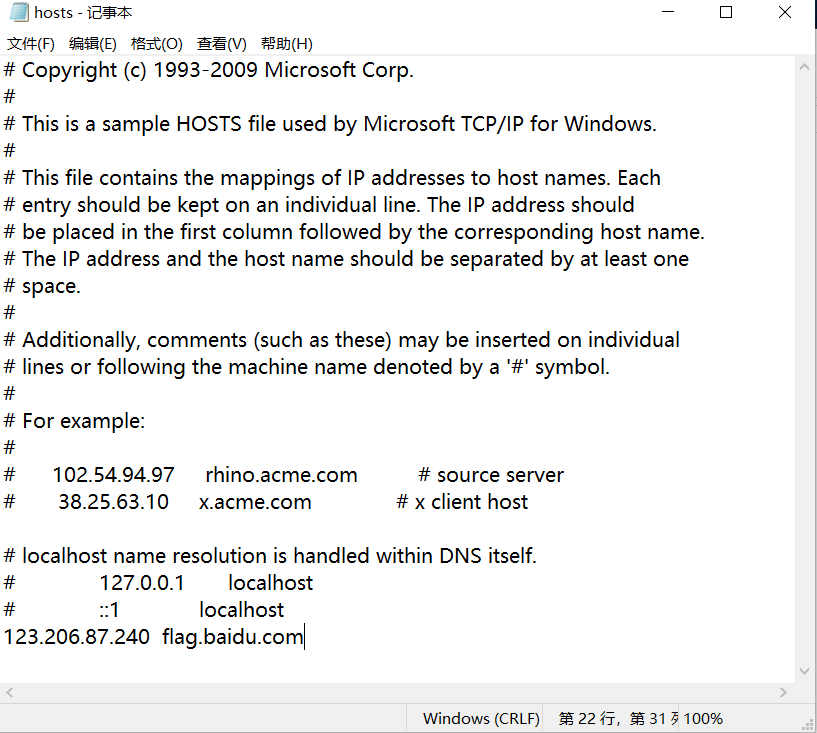 hosts - 记事本
文件(F) 编辑(E) 格式(O) 查看(V) 帮助(H)
# Copyright (c) 1993-2009 Microsoft Corp.
#
# This is a sample HOSTS file used by Microsoft TCP/IP for Windows.
#
# This file contains the mappings of IP addresses to host names. Each
# entry should be kept on an individual line. The IP address should
# be placed in the first column followed by the corresponding host name.
# The IP address and the host name should be separated by at least one
# space.
#
# Additionally, comments (such as these) may be inserted on individual
# lines or following the machine name denoted by a '#' symbol.
#
# For example:
#
# 102.54.94.97 rhino.acme.com # source server
# 38.25.63.10 x.acme.com # x client host
# localhost name resolution is handled within DNS itself.
# 127.0.0.1 localhost
# ::1 localhost
123.206.87.240 flag.baidu.com
Windows (CRLF) 第 22 行，第 31 列 100%